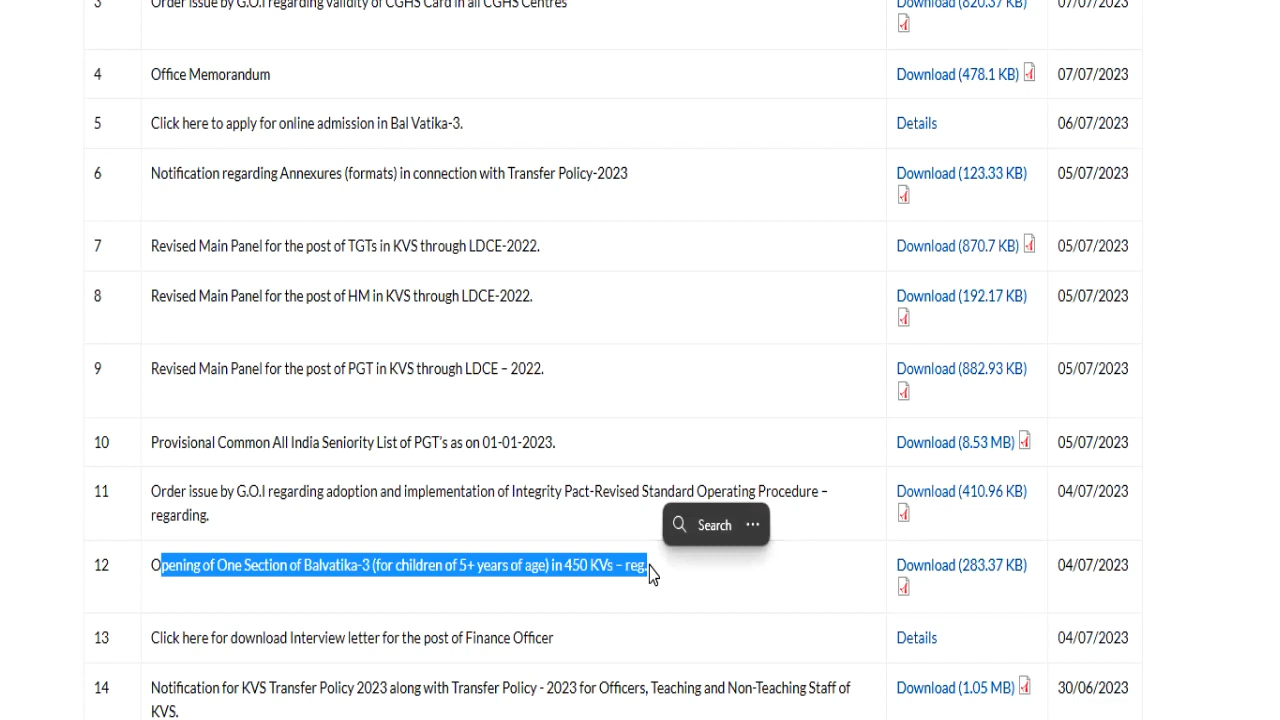 3 Order issue by G.O.I regarding validity of CGHS Card in all CGHS Centres Download (820.37 KB) 07/07/2023
4 Office Memorandum Download (478.1 KB) 07/07/2023
5 Click here to apply for online admission in Bal Vatika-3. Details 06/07/2023
6 Notification regarding Annexures (formats) in connection with Transfer Policy-2023 Download (123.33 KB) 05/07/2023
7 Revised Main Panel for the post of TGTs in KVS through LDCE-2022. Download (870.7 KB) 05/07/2023
8 Revised Main Panel for the post of HM in KVS through LDCE-2022. Download (192.17 KB) 05/07/2023
9 Revised Main Panel for the post of PGT in KVS through LDCE – 2022. Download (882.93 KB) 05/07/2023
10 Provisional Common All India Seniority List of PGT's as on 01-01-2023. Download (8.53 MB) 05/07/2023
11 Order issue by G.O.I regarding adoption and implementation of Integrity Pact-Revised Standard Operating Procedure – Download (410.96 KB) 04/07/2023
regarding.
Search
12 Opening of One Section of Balvatika-3 (for children of 5+ years of age) in 450 KVs – reg. Download (283.37 KB) 04/07/2023
13 Click here for download Interview letter for the post of Finance Officer Details 04/07/2023
14 Notification for KVS Transfer Policy 2023 along with Transfer Policy - 2023 for Officers, Teaching and Non-Teaching Staff of Download (1.05 MB) 30/06/2023
KVS.